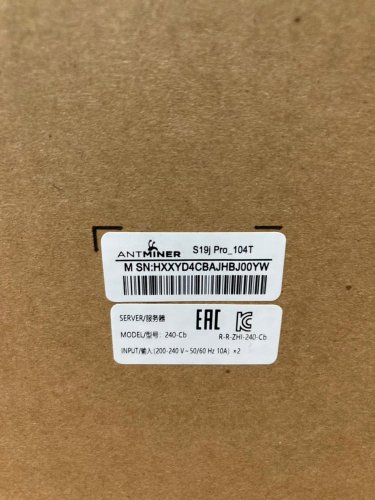 ANTMINER S19j Pro_104T
M SN:HXXYD4CBAJHBJ00YW
SERVER/服务器
EAC
MODEL/型号: 240-Cb
R-R-ZHI-240-Cb
INPUT/输入(200-240 V~50/60 Hz 10A) ×2